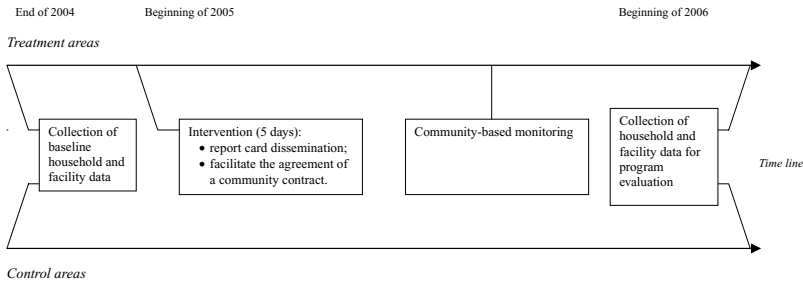 End of 2004
Beginning of 2005
Beginning of 2006
Treatment areas
Collection of
baseline
household and
facility data
Intervention (5 days):
• report card dissemination;
• facilitate the agreement of
a community contract.
Community-based monitoring
Collection of
household and
facility data for
program
evaluation
Time line
Control areas